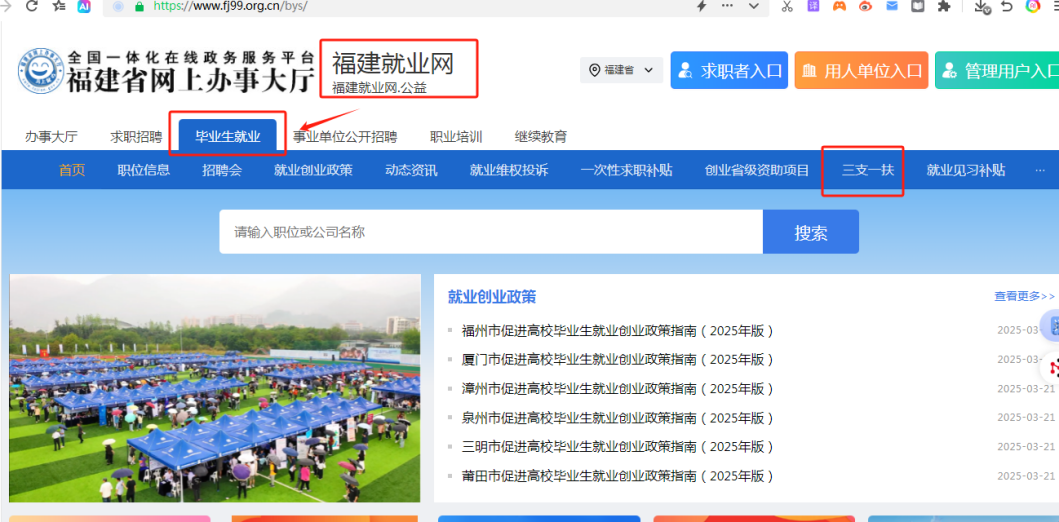 https://www.fj99.org.cn/bys/
全国一体化在线政务服务平台
福建省网上办事大厅
福建就业网
福建就业网.公益
福建省
求职者入口
用人单位入口
管理用户入口
办事大厅 求职招聘 毕业生就业 事业单位公开招聘 职业培训 继续教育
首页 职位信息 招聘会 就业创业政策 动态资讯 就业维权投诉 一次性求职补贴 创业省级资助项目 三支一扶 就业见习补贴 ...
请输入职位或公司名称 搜索
就业创业政策 查看更多>>
福州市促进高校毕业生就业创业政策指南（2025年版） 2025-03-
厦门市促进高校毕业生就业创业政策指南（2025年版） 2025-03-
漳州市促进高校毕业生就业创业政策指南（2025年版） 2025-03-21
泉州市促进高校毕业生就业创业政策指南（2025年版） 2025-03-21
三明市促进高校毕业生就业创业政策指南（2025年版） 2025-03-21
莆田市促进高校毕业生就业创业政策指南（2025年版） 2025-03-21